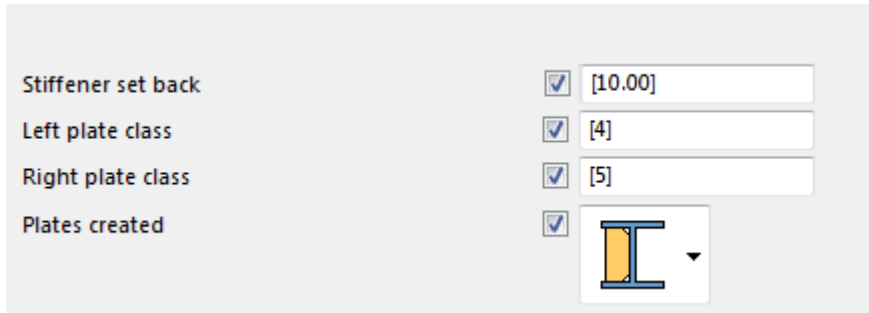 Stiffener set back [10.00]
Left plate class [4]
Right plate class [5]
Plates created